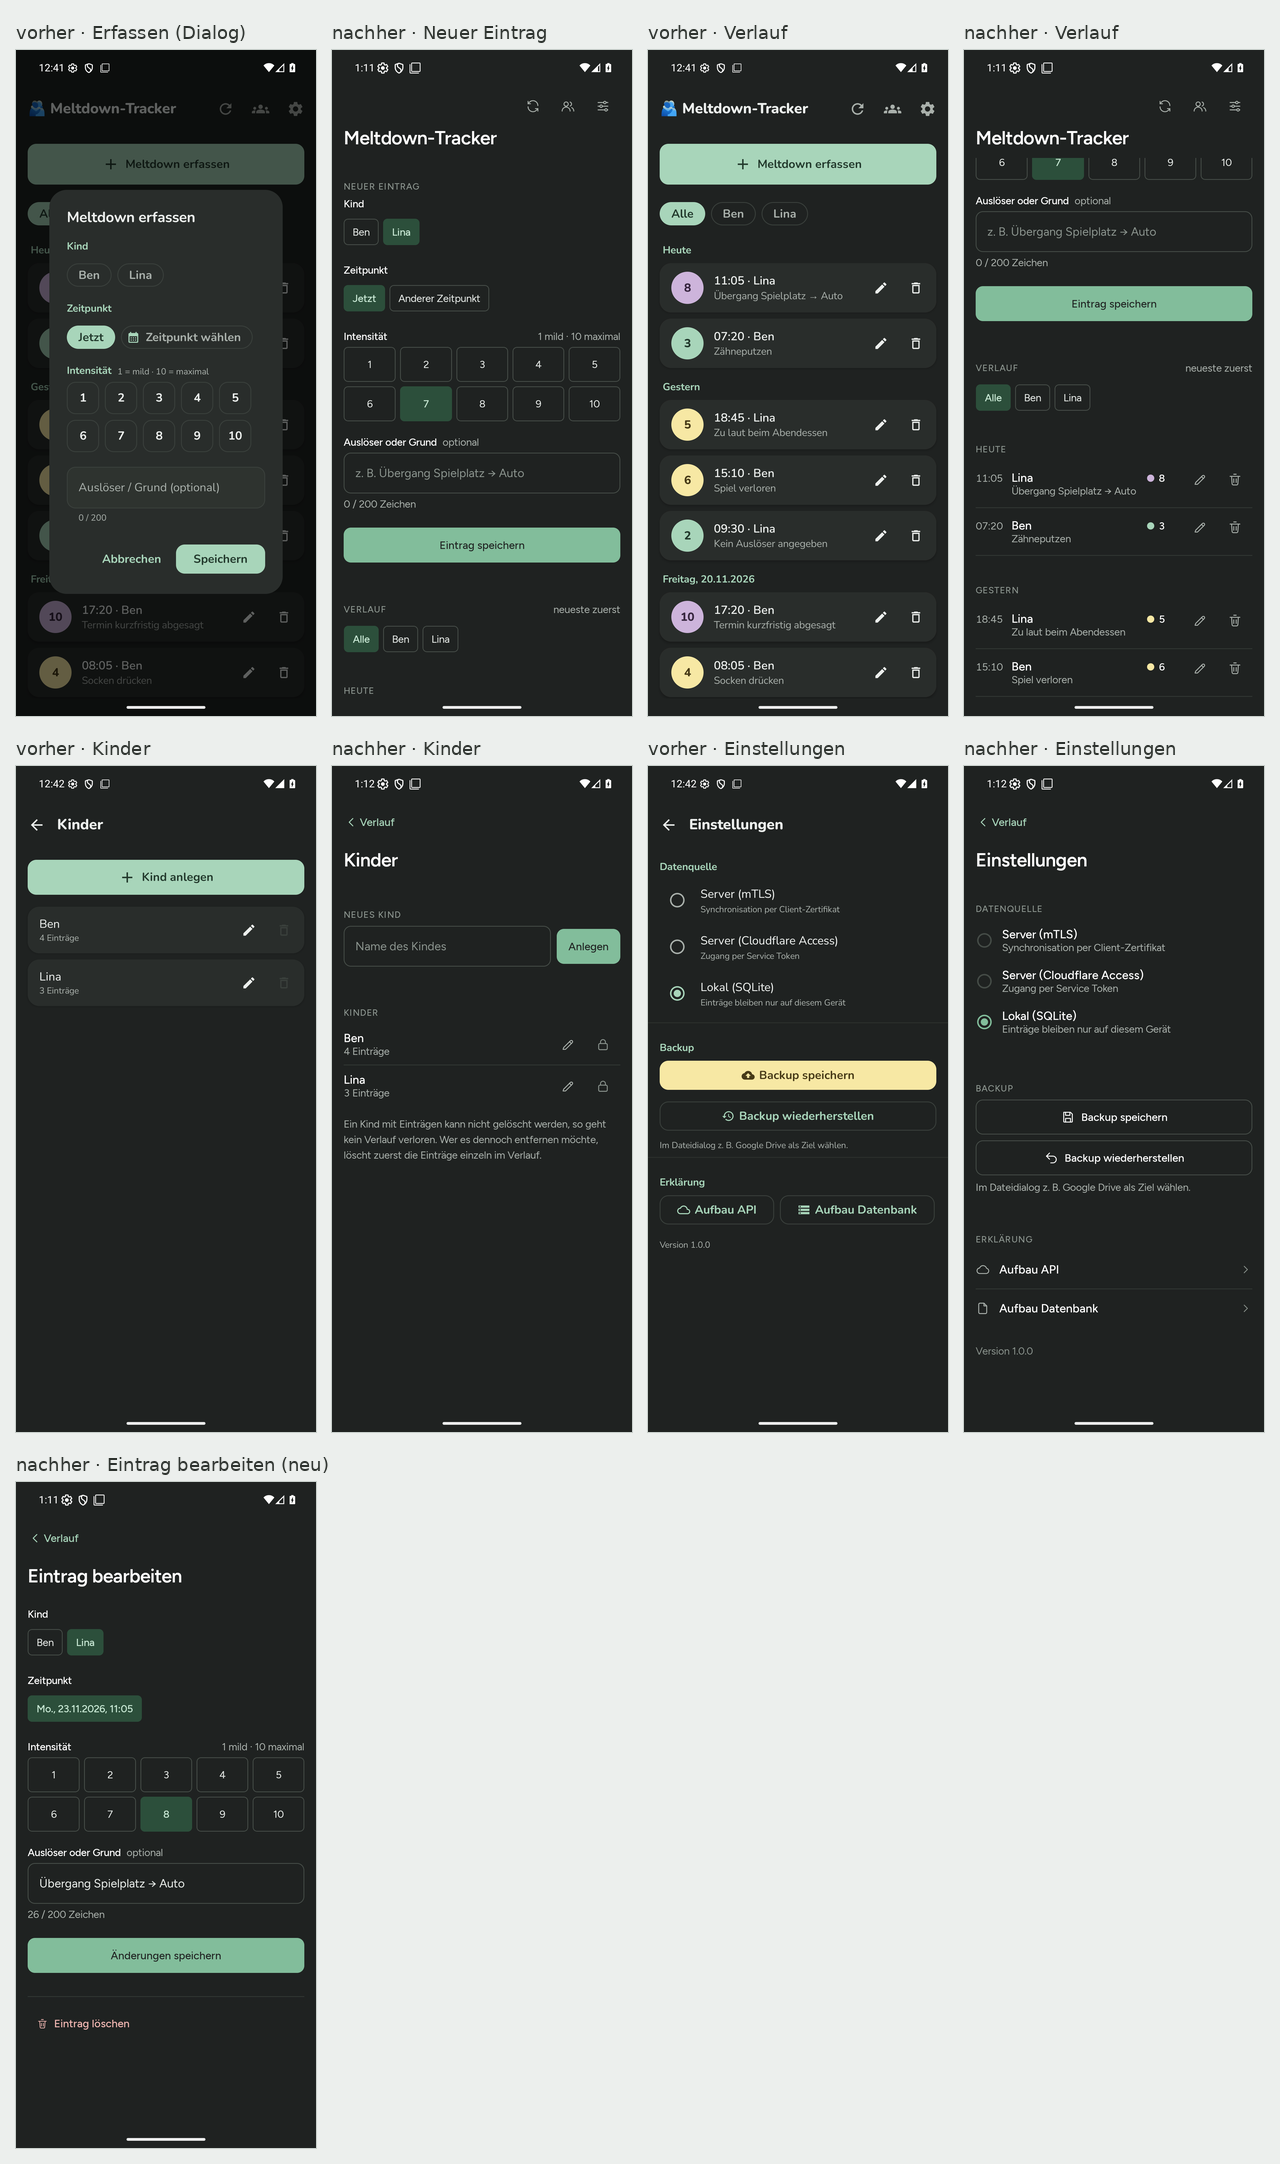 vorher · Erfassen (Dialog)
12:41
Meltdown-Tracker
Meltdown erfassen
Meltdown erfassen
Kind
Ben Lina
Zeitpunkt
Jetzt Zeitpunkt wählen
Intensität 1 = mild · 10 = maximal
1 2 3 4 5
6 7 8 9 10
Auslöser / Grund (optional)
0 / 200
Abbrechen Speichern
10 17:20 · Ben
Termin kurzfristig abgesagt
4 08:05 · Ben
Socken drücken
nachher · Neuer Eintrag
1:11
Meltdown-Tracker
NEUER EINTRAG
Kind
Ben Lina
Zeitpunkt
Jetzt Anderer Zeitpunkt
Intensität 1 mild · 10 maximal
1 2 3 4 5
6 7 8 9 10
Auslöser oder Grund optional
z. B. Übergang Spielplatz → Auto
0 / 200 Zeichen
Eintrag speichern
VERLAUF neueste zuerst
Alle Ben Lina
HEUTE
vorher · Verlauf
12:41
Meltdown-Tracker
Meltdown erfassen
Alle Ben Lina
Heute
8 11:05 · Lina
Übergang Spielplatz → Auto
3 07:20 · Ben
Zähneputzen
Gestern
5 18:45 · Lina
Zu laut beim Abendessen
6 15:10 · Ben
Spiel verloren
2 09:30 · Lina
Kein Auslöser angegeben
Freitag, 20.11.2026
10 17:20 · Ben
Termin kurzfristig abgesagt
4 08:05 · Ben
Socken drücken
nachher · Verlauf
1:11
Meltdown-Tracker
6 7 8 9 10
Auslöser oder Grund optional
z. B. Übergang Spielplatz → Auto
0 / 200 Zeichen
Eintrag speichern
VERLAUF neueste zuerst
Alle Ben Lina
HEUTE
11:05 Lina 8
Übergang Spielplatz → Auto
07:20 Ben 3
Zähneputzen
GESTERN
18:45 Lina 5
Zu laut beim Abendessen
15:10 Ben 6
Spiel verloren
vorher · Kinder
12:42
Kinder
Kind anlegen
Ben
4 Einträge
Lina
3 Einträge
nachher · Kinder
1:12
Verlauf
Kinder
NEUES KIND
Name des Kindes Anlegen
KINDER
Ben
4 Einträge
Lina
3 Einträge
Ein Kind mit Einträgen kann nicht gelöscht werden, so geht
kein Verlauf verloren. Wer es dennoch entfernen möchte,
löscht zuerst die Einträge einzeln im Verlauf.
vorher · Einstellungen
12:42
Einstellungen
Datenquelle
Server (mTLS)
Synchronisation per Client-Zertifikat
Server (Cloudflare Access)
Zugang per Service Token
Lokal (SQLite)
Einträge bleiben nur auf diesem Gerät
Backup
Backup speichern
Backup wiederherstellen
Im Dateidialog z. B. Google Drive als Ziel wählen.
Erklärung
Aufbau API Aufbau Datenbank
Version 1.0.0
nachher · Einstellungen
1:12
Verlauf
Einstellungen
DATENQUELLE
Server (mTLS)
Synchronisation per Client-Zertifikat
Server (Cloudflare Access)
Zugang per Service Token
Lokal (SQLite)
Einträge bleiben nur auf diesem Gerät
BACKUP
Backup speichern
Backup wiederherstellen
Im Dateidialog z. B. Google Drive als Ziel wählen.
ERKLÄRUNG
Aufbau API
Aufbau Datenbank
Version 1.0.0
nachher · Eintrag bearbeiten (neu)
1:11
Verlauf
Eintrag bearbeiten
Kind
Ben Lina
Zeitpunkt
Mo., 23.11.2026, 11:05
Intensität 1 mild · 10 maximal
1 2 3 4 5
6 7 8 9 10
Auslöser oder Grund optional
Übergang Spielplatz → Auto
26 / 200 Zeichen
Änderungen speichern
Eintrag löschen